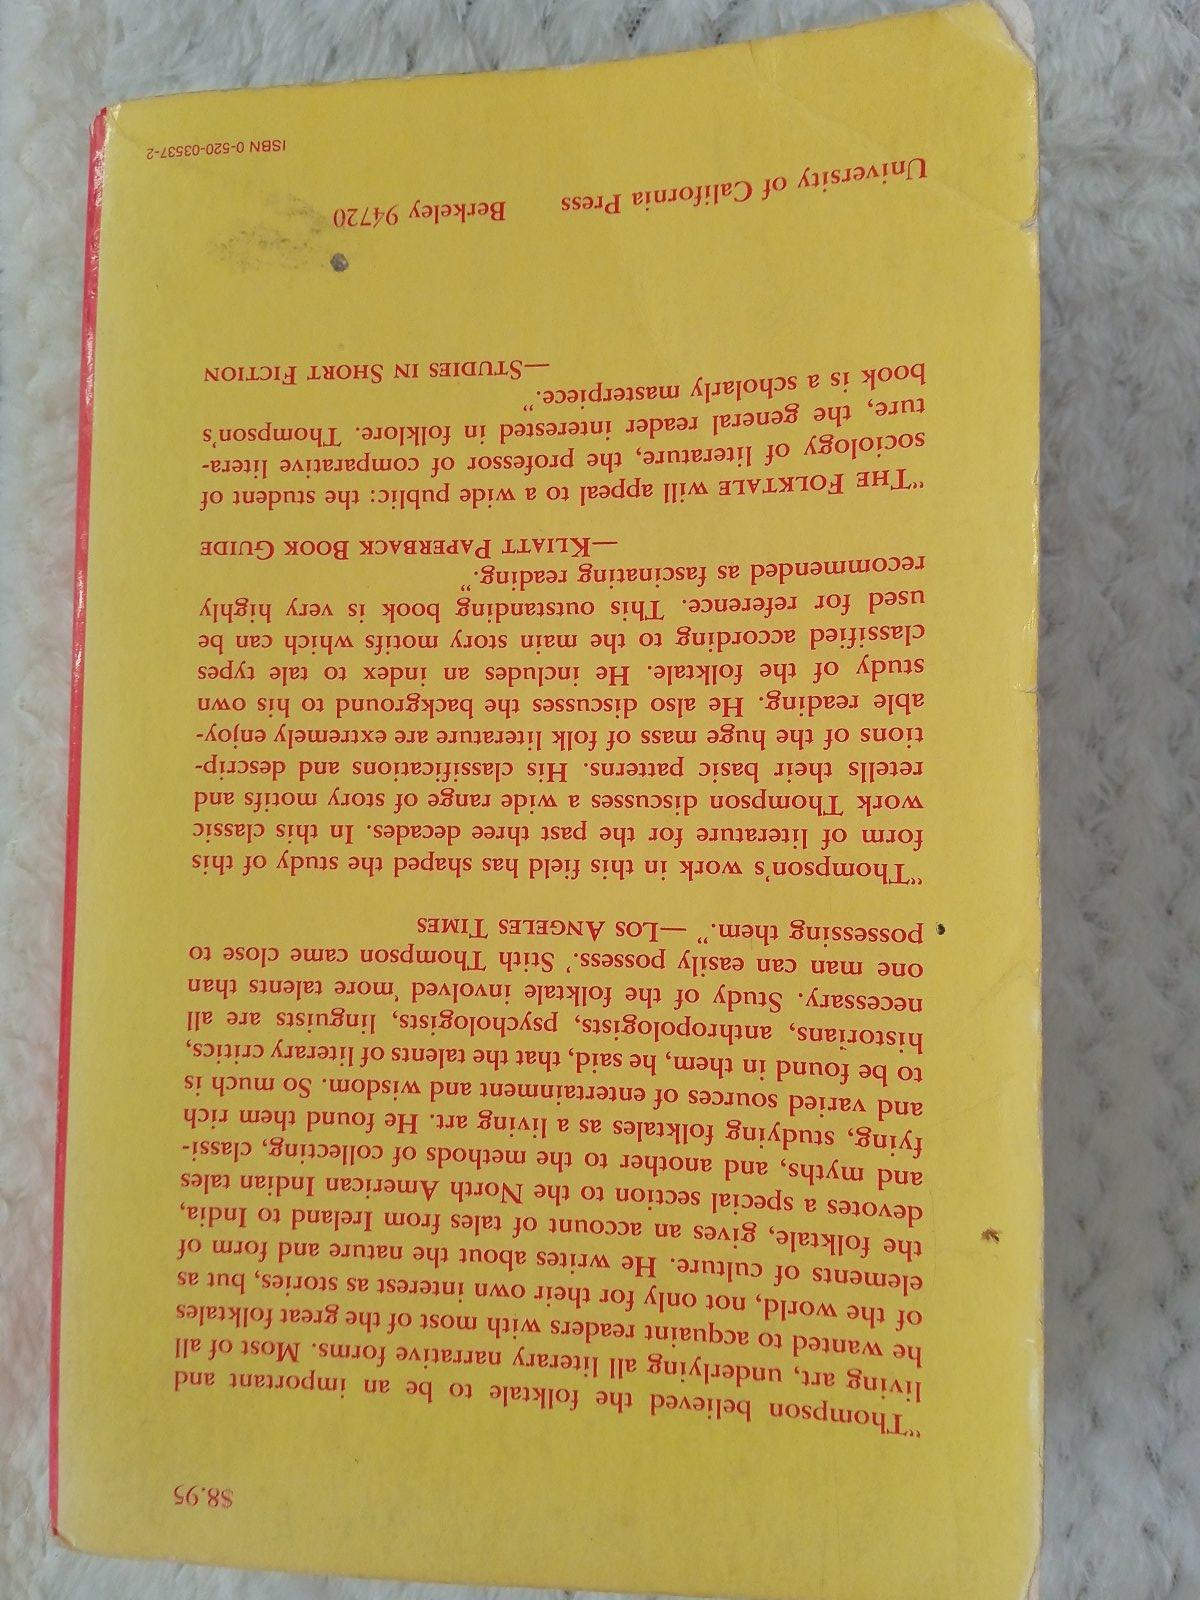 $8.95
"Thompson believed the folktale to be an important and
living art, underlying all literary narrative forms. Most of all
he wanted to acquaint readers with most of the great folktales
of the world, not only for their own interest as stories, but as
elements of culture. He writes about the nature and form of
the folktale, gives an account of tales from Ireland to India,
devotes a special section to the North American Indian tales
and myths, and another to the methods of collecting, classi-
fying, studying folktales as a living art. He found them rich
and varied sources of entertainment and wisdom. So much is
to be found in them, he said, that the talents of literary critics,
historians, anthropologists, psychologists, linguists are all
necessary. Study of the folktale involved 'more talents than
one man can easily possess.' Stith Thompson came close to
possessing them." —LOS ANGELES TIMES
"Thompson's work in this field has shaped the study of this
form of literature for the past three decades. In this classic
work Thompson discusses a wide range of story motifs and
retells their basic patterns. His classifications and descrip-
tions of the huge mass of folk literature are extremely enjoy-
able reading. He also discusses the background to his own
study of the folktale. He includes an index to tale types
classified according to the main story motifs which can be
used for reference. This outstanding book is very highly
recommended as fascinating reading."
—KLIATT PAPERBACK BOOK GUIDE
"THE FOLKTALE will appeal to a wide public: the student of
sociology of literature, the professor of comparative litera-
ture, the general reader interested in folklore. Thompson's
book is a scholarly masterpiece."
—STUDIES IN SHORT FICTION
University of California Press Berkeley 94720
ISBN 0-520-03537-2